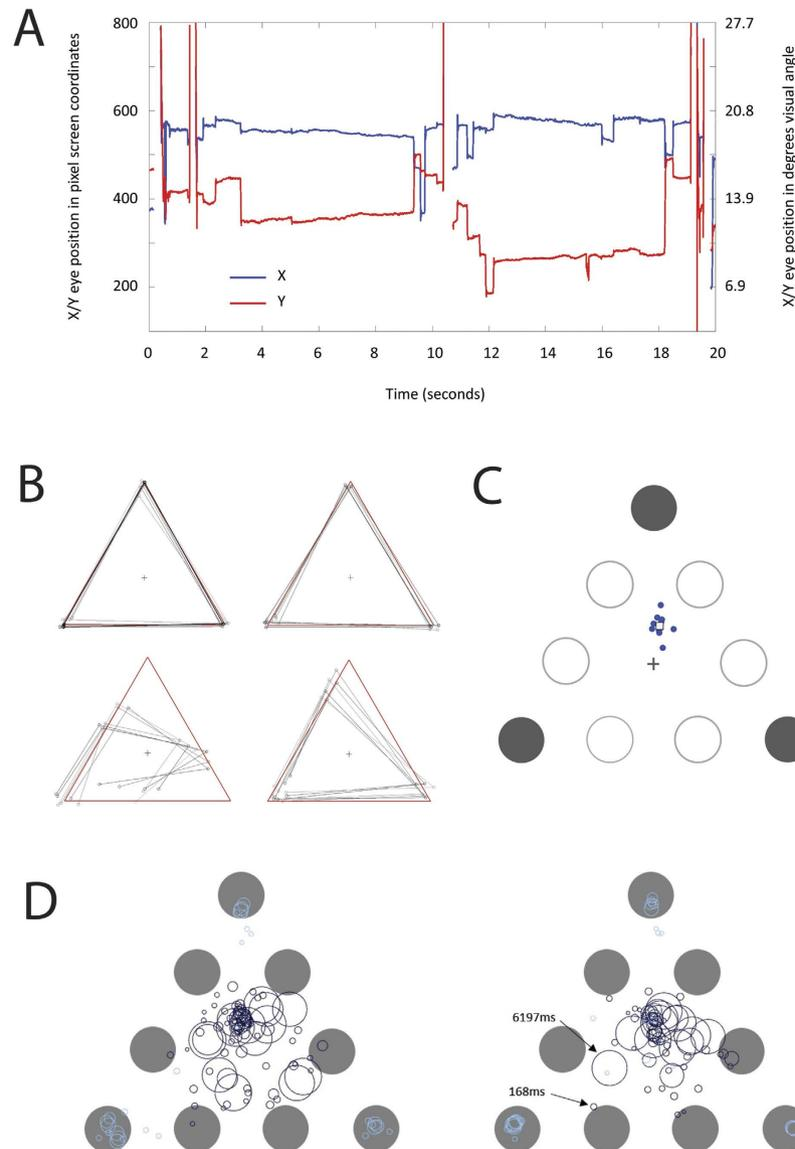 A
X/Y eye position in pixel screen coordinates
X/Y eye position in degrees visual angle
800
600
400
200
27.7
20.8
13.9
6.9
X
Y
0 2 4 6 8 10 12 14 16 18 20
Time (seconds)
B
C
D
6197ms
168ms